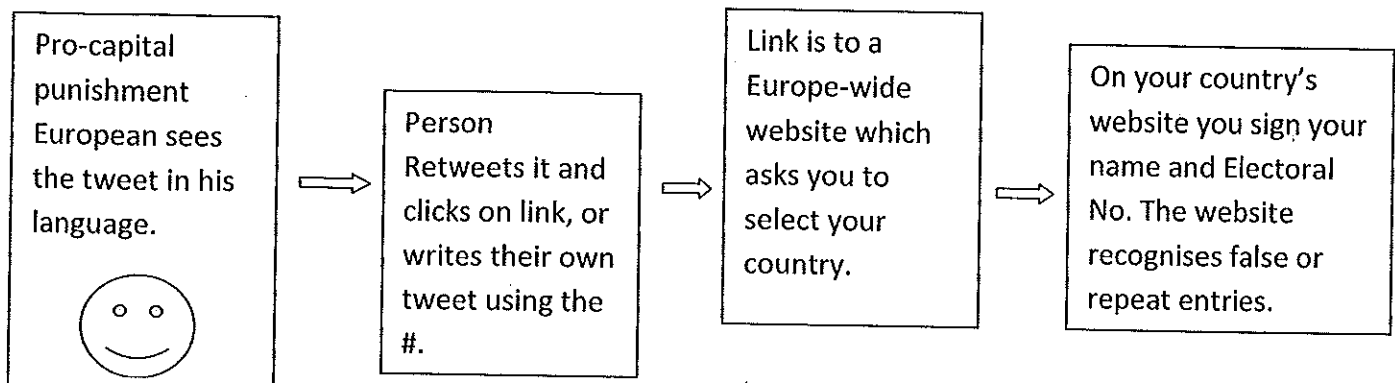 Pro-capital
punishment
European sees
the tweet in his
language.
Person
Retweets it and
clicks on link, or
writes their own
tweet using the
#.
Link is to a
Europe-wide
website which
asks you to
select your
country.
On your country's
website you sign your
name and Electoral
No. The website
recognises false or
repeat entries.